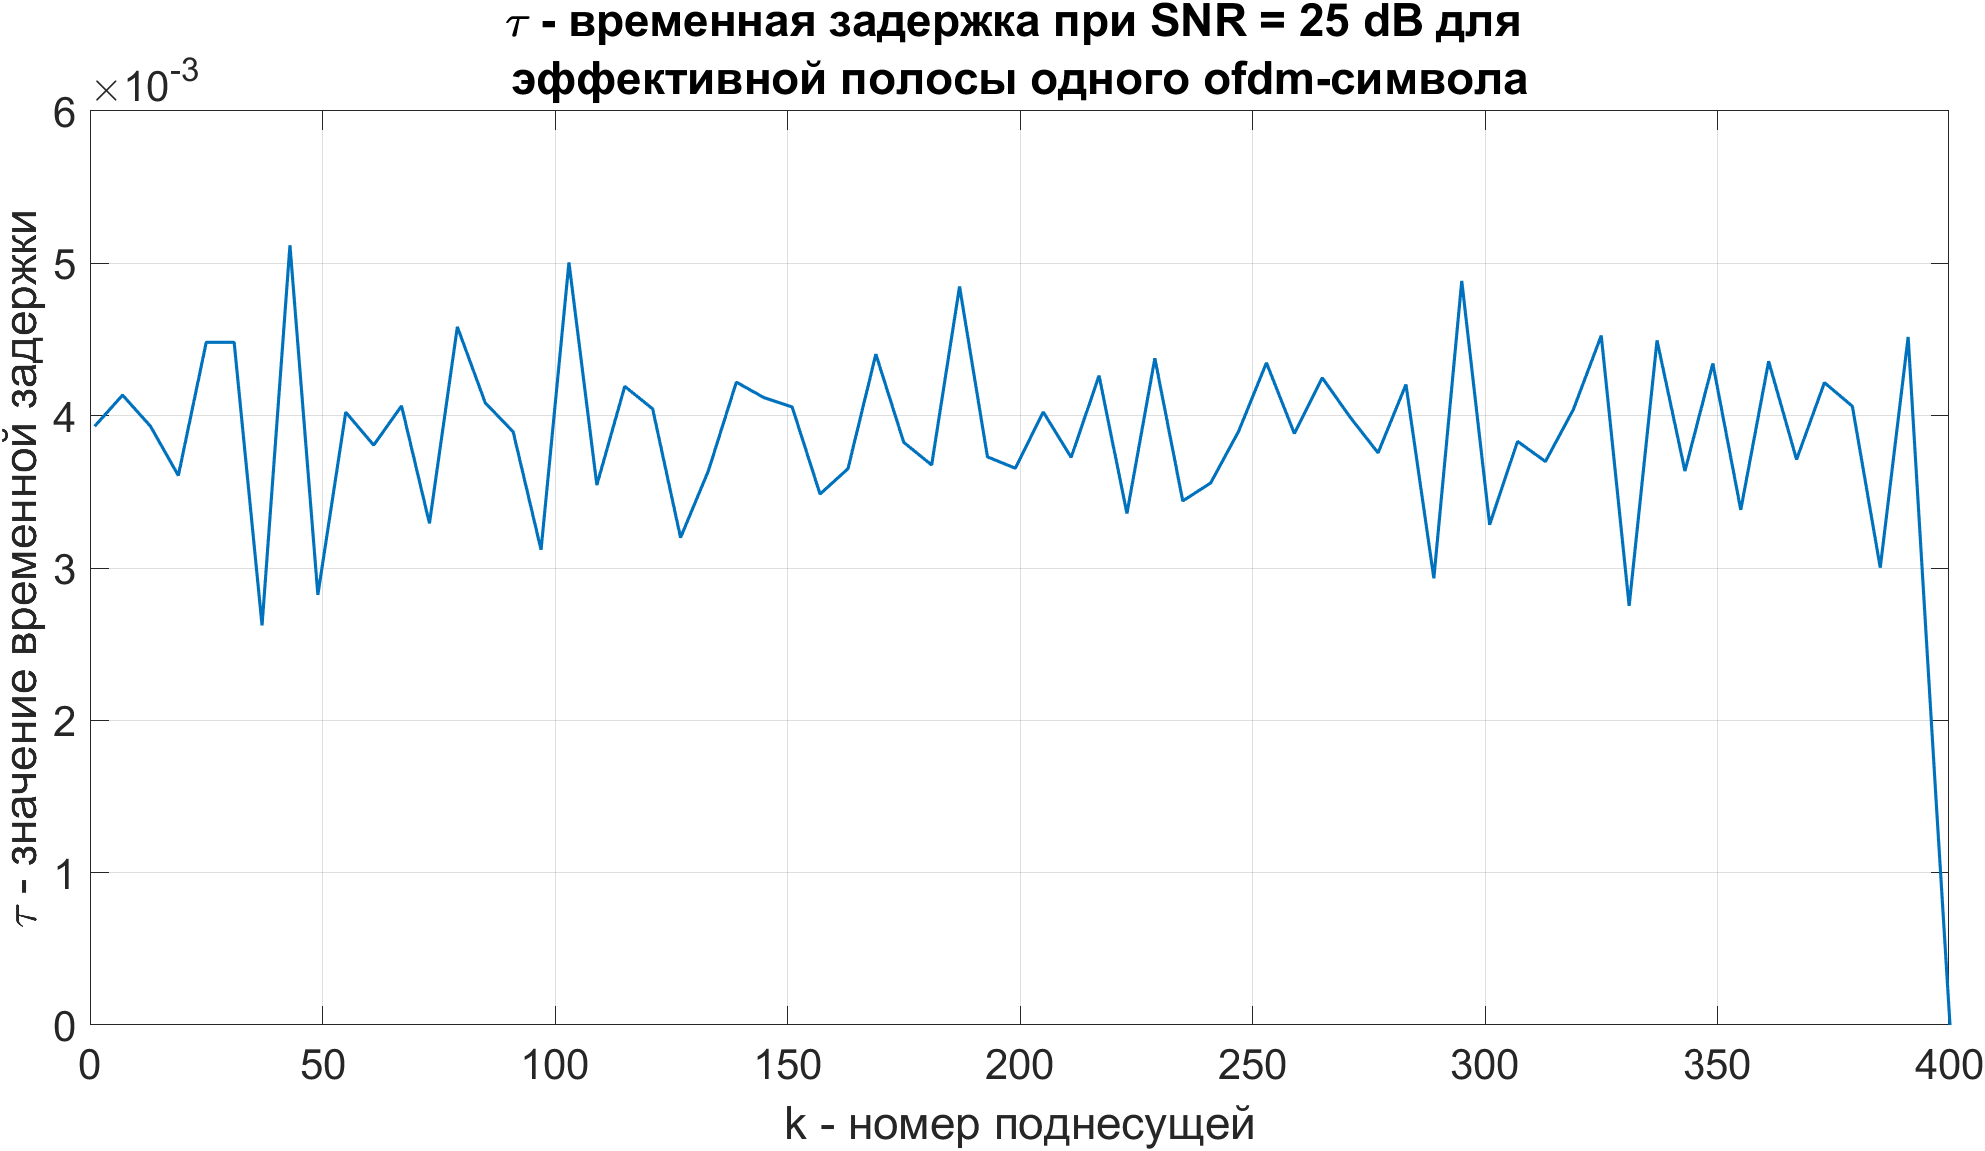 τ - временная задержка при SNR = 25 dB для
эффективной полосы одного ofdm-символа
×10⁻³
6
5
4
3
2
1
0
τ - значение временной задержки
0 50 100 150 200 250 300 350 400
k - номер поднесущей